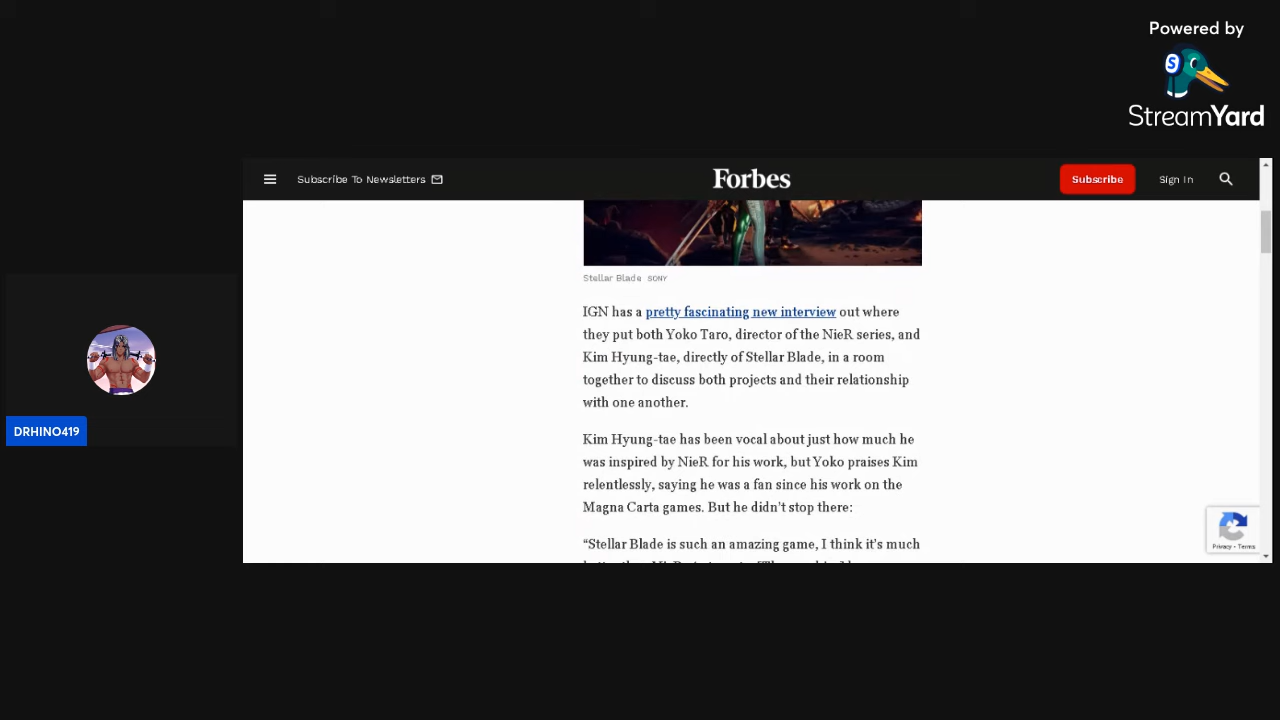 Powered by
StreamYard
Subscribe To Newsletters
Forbes
Subscribe
Sign In
Stellar Blade SONY
IGN has a pretty fascinating new interview out where
they put both Yoko Taro, director of the NieR series, and
Kim Hyung-tae, directly of Stellar Blade, in a room
together to discuss both projects and their relationship
with one another.
Kim Hyung-tae has been vocal about just how much he
was inspired by NieR for his work, but Yoko praises Kim
relentlessly, saying he was a fan since his work on the
Magna Carta games. But he didn't stop there:
“Stellar Blade is such an amazing game, I think it's much
Privacy - Terms
DRHINO419